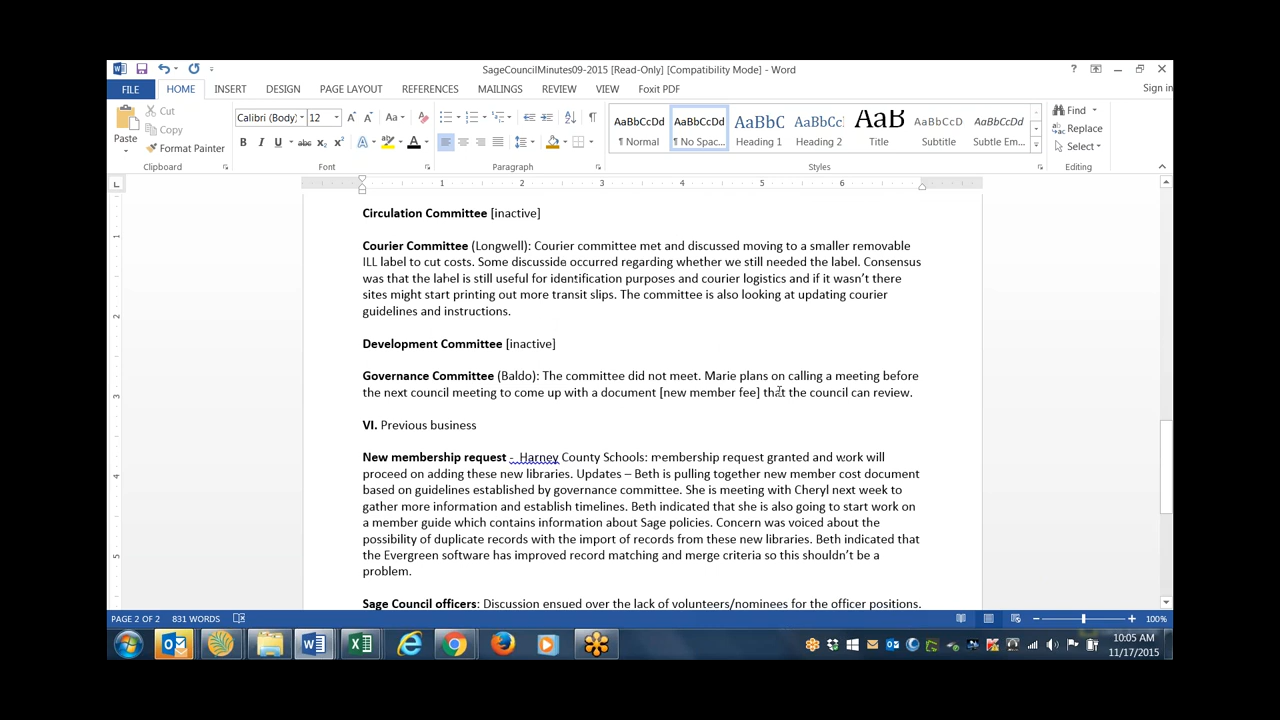 SageCouncilMinutes09-2015 [Read-Only] [Compatibility Mode] - Word
Sign in
FILE HOME INSERT DESIGN PAGE LAYOUT REFERENCES MAILINGS REVIEW VIEW Foxit PDF
Paste
Cut
Copy
Format Painter
Clipboard
Calibri (Body) 12
Font
Paragraph
AaBbCcDd AaBbCcDd AaBbC AaBbCc AaB AaBbCcD AaBbCcDd
¶ Normal ¶ No Spac... Heading 1 Heading 2 Title Subtitle Subtle Em...
Styles
Find
Replace
Select
Editing
1 2 3 4 5 6
1
2
3
4
5
Circulation Committee [inactive]
Courier Committee (Longwell): Courier committee met and discussed moving to a smaller removable
ILL label to cut costs. Some discusside occurred regarding whether we still needed the label. Consensus
was that the label is still useful for identification purposes and courier logistics and if it wasn't there
sites might start printing out more transit slips. The committee is also looking at updating courier
guidelines and instructions.
Development Committee [inactive]
Governance Committee (Baldo): The committee did not meet. Marie plans on calling a meeting before
the next council meeting to come up with a document [new member fee] that the council can review.
VI. Previous business
New membership request - Harney County Schools: membership request granted and work will
proceed on adding these new libraries. Updates – Beth is pulling together new member cost document
based on guidelines established by governance committee. She is meeting with Cheryl next week to
gather more information and establish timelines. Beth indicated that she is also going to start work on
a member guide which contains information about Sage policies. Concern was voiced about the
possibility of duplicate records with the import of records from these new libraries. Beth indicated that
the Evergreen software has improved record matching and merge criteria so this shouldn't be a
problem.
Sage Council officers: Discussion ensued over the lack of volunteers/nominees for the officer positions.
PAGE 2 OF 2 831 WORDS 100%
10:05 AM
11/17/2015